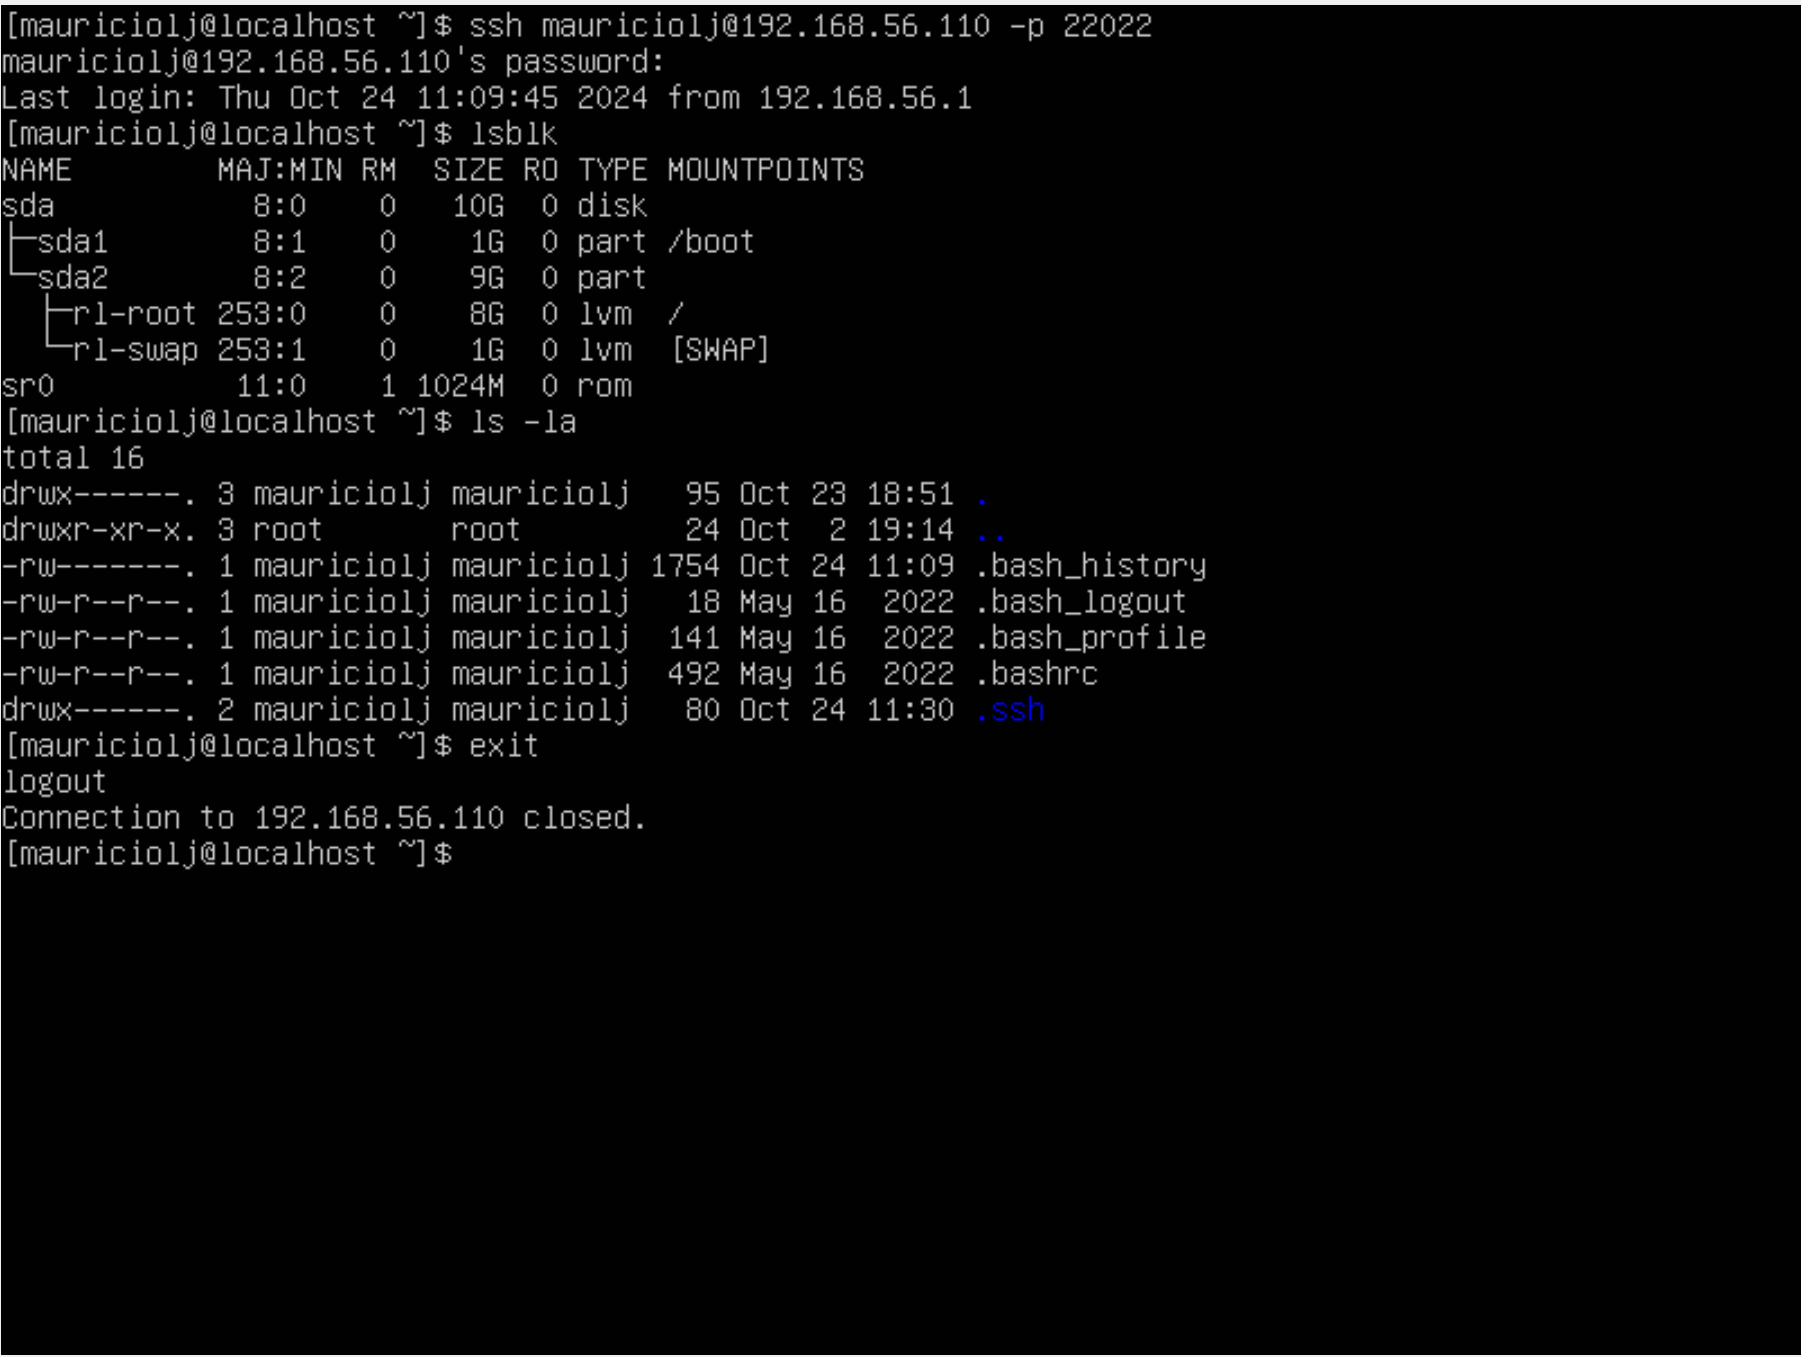 [mauriciolj@localhost ~]$ ssh mauriciolj@192.168.56.110 -p 22022
mauriciolj@192.168.56.110's password:
Last login: Thu Oct 24 11:09:45 2024 from 192.168.56.1
[mauriciolj@localhost ~]$ lsblk
NAME        MAJ:MIN RM  SIZE RO TYPE MOUNTPOINTS
sda           8:0    0   10G  0 disk
├─sda1        8:1    0    1G  0 part /boot
└─sda2        8:2    0    9G  0 part
  ├─rl-root 253:0    0    8G  0 lvm  /
  └─rl-swap 253:1    0    1G  0 lvm  [SWAP]
sr0          11:0    1 1024M  0 rom
[mauriciolj@localhost ~]$ ls -la
total 16
drwx------. 3 mauriciolj mauriciolj   95 Oct 23 18:51 .
drwxr-xr-x. 3 root       root         24 Oct  2 19:14 ..
-rw-------. 1 mauriciolj mauriciolj 1754 Oct 24 11:09 .bash_history
-rw-r--r--. 1 mauriciolj mauriciolj   18 May 16  2022 .bash_logout
-rw-r--r--. 1 mauriciolj mauriciolj  141 May 16  2022 .bash_profile
-rw-r--r--. 1 mauriciolj mauriciolj  492 May 16  2022 .bashrc
drwx------. 2 mauriciolj mauriciolj   80 Oct 24 11:30 .ssh
[mauriciolj@localhost ~]$ exit
logout
Connection to 192.168.56.110 closed.
[mauriciolj@localhost ~]$